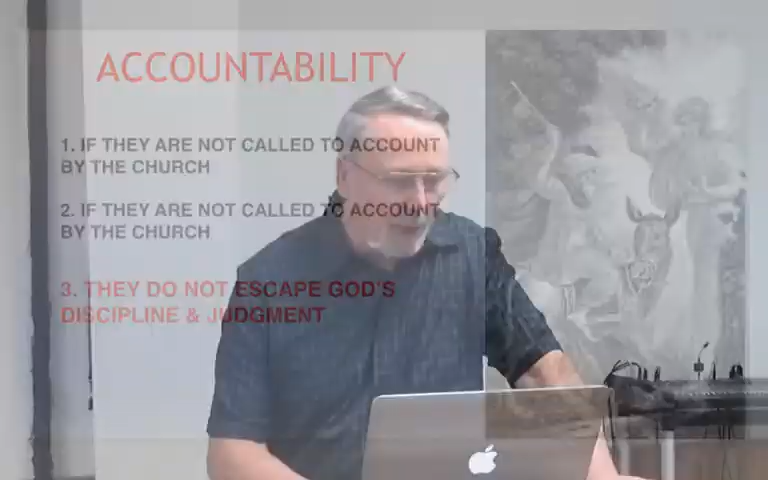 ACCOUNTABILITY
1. IF THEY ARE NOT CALLED TO ACCOUNT
BY THE CHURCH
2. IF THEY ARE NOT CALLED TO ACCOUNT
BY THE CHURCH
3. THEY DO NOT ESCAPE GOD'S
DISCIPLINE & JUDGMENT